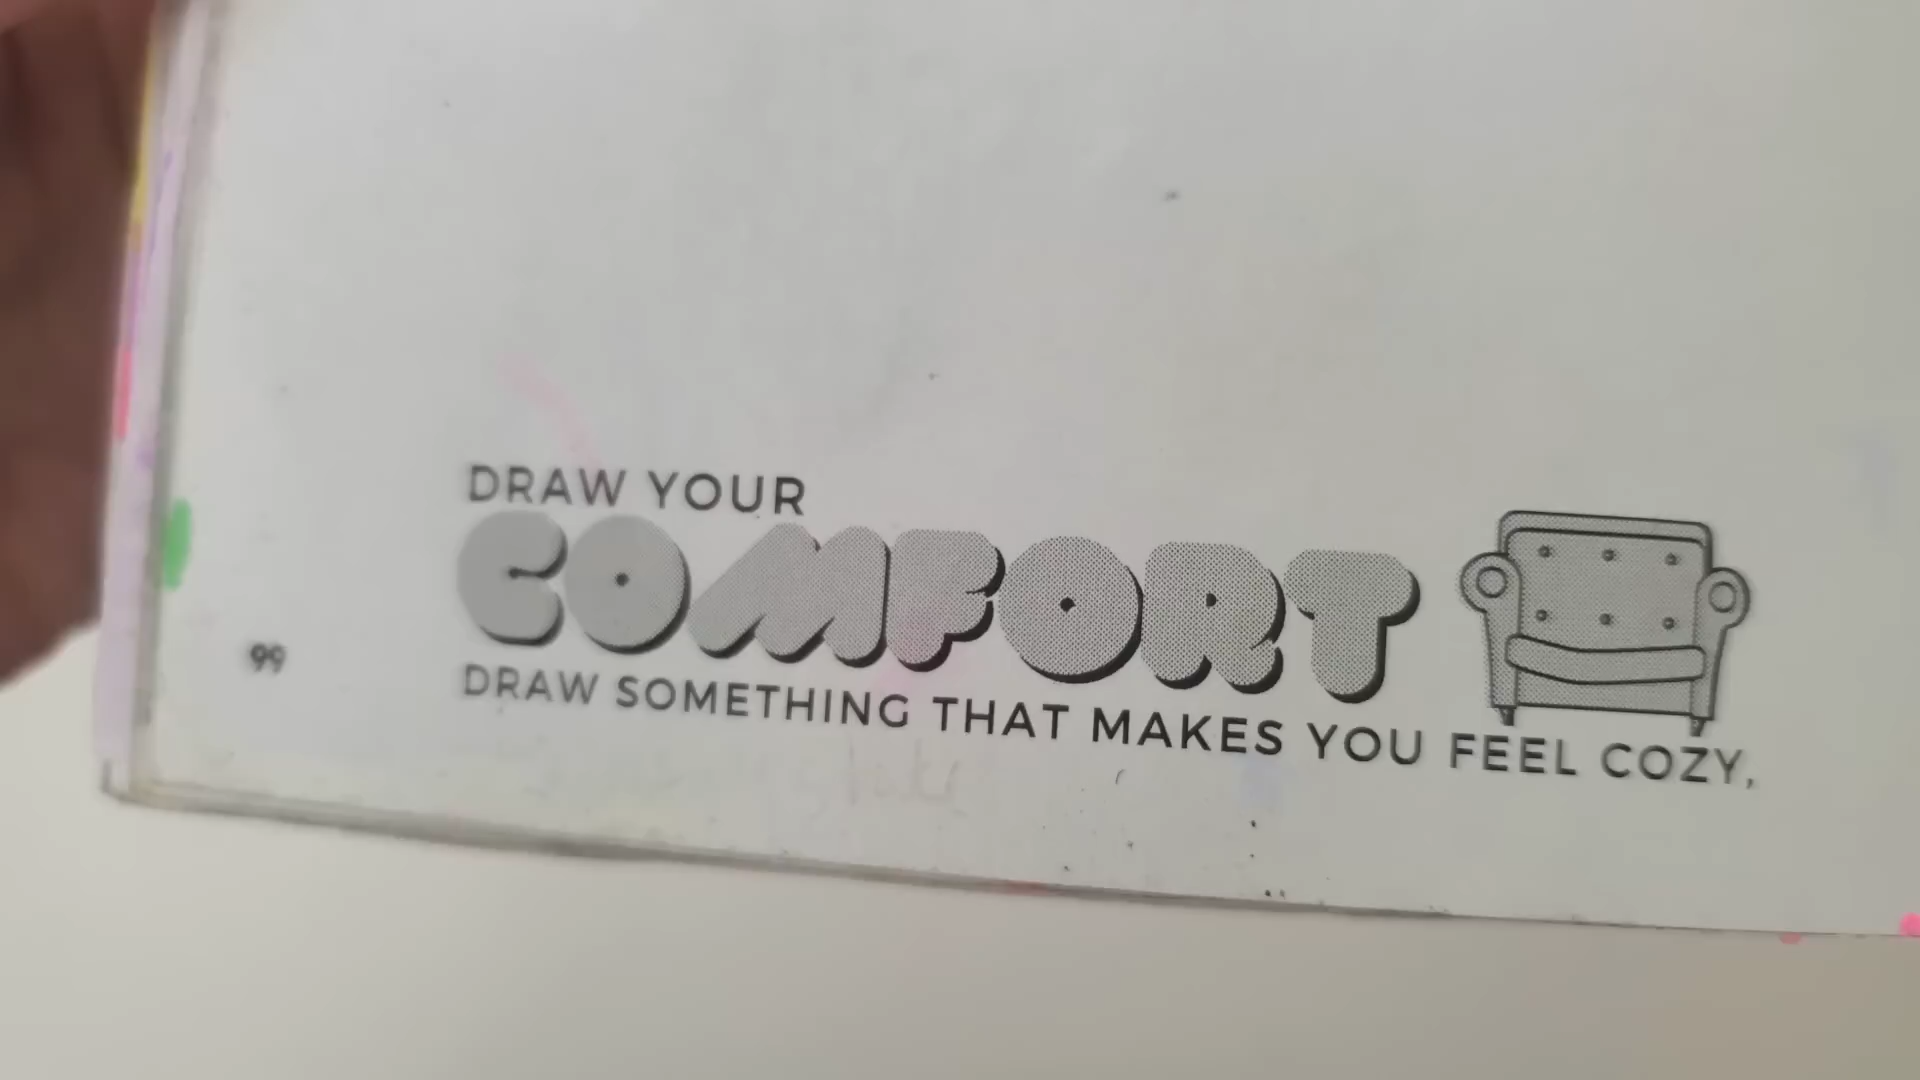 DRAW YOUR
COMFORT
99
DRAW SOMETHING THAT MAKES YOU FEEL COZY,